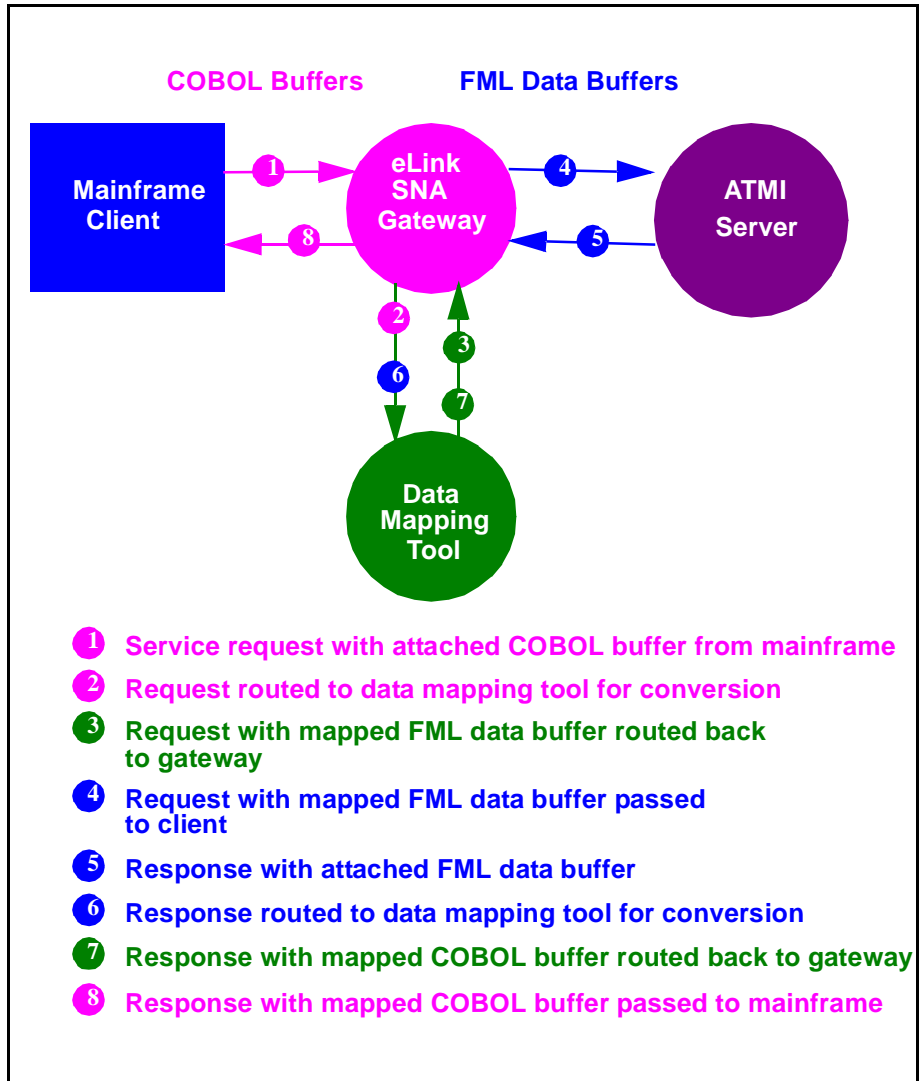 COBOL Buffers
FML Data Buffers
Mainframe
Client
1
8
eLink
SNA
Gateway
4
5
ATMI
Server
2
6
3
7
Data
Mapping
Tool
1 Service request with attached COBOL buffer from mainframe
2 Request routed to data mapping tool for conversion
3 Request with mapped FML data buffer routed back
to gateway
4 Request with mapped FML data buffer passed
to client
5 Response with attached FML data buffer
6 Response routed to data mapping tool for conversion
7 Response with mapped COBOL buffer routed back to gateway
8 Response with mapped COBOL buffer passed to mainframe